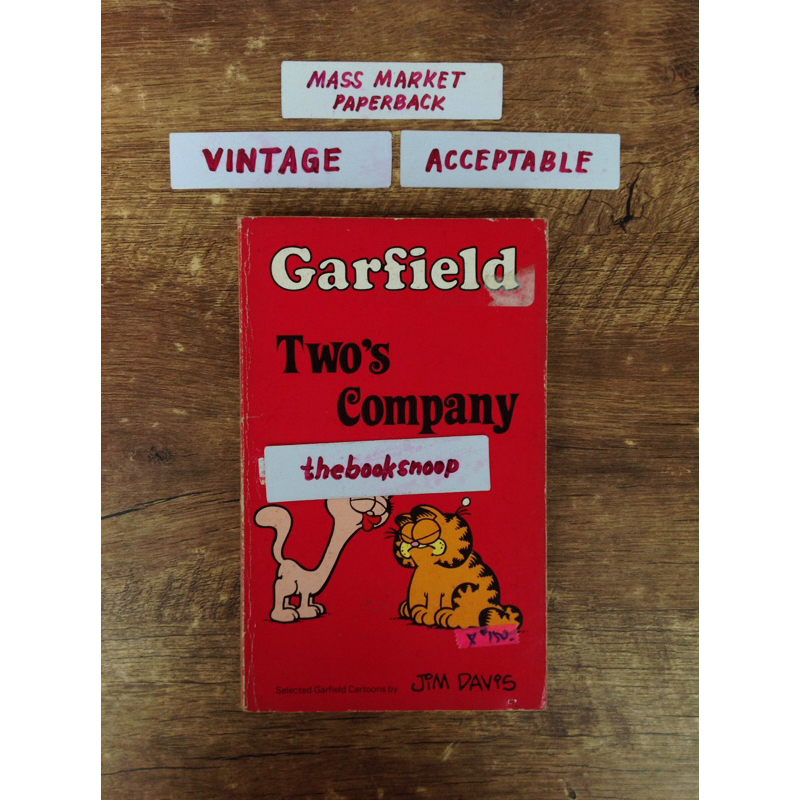 MASS MARKET
PAPERBACK
VINTAGE
ACCEPTABLE
Garfield
Two's
Company
thebooksnoop
Selected Garfield Cartoons by
JIM DAVIS